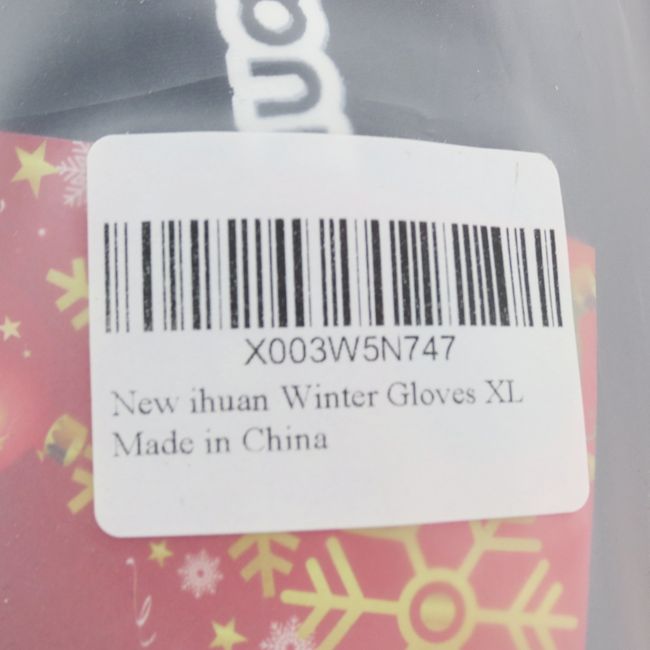 X003W5N747
New ihuan Winter Gloves XL
Made in China